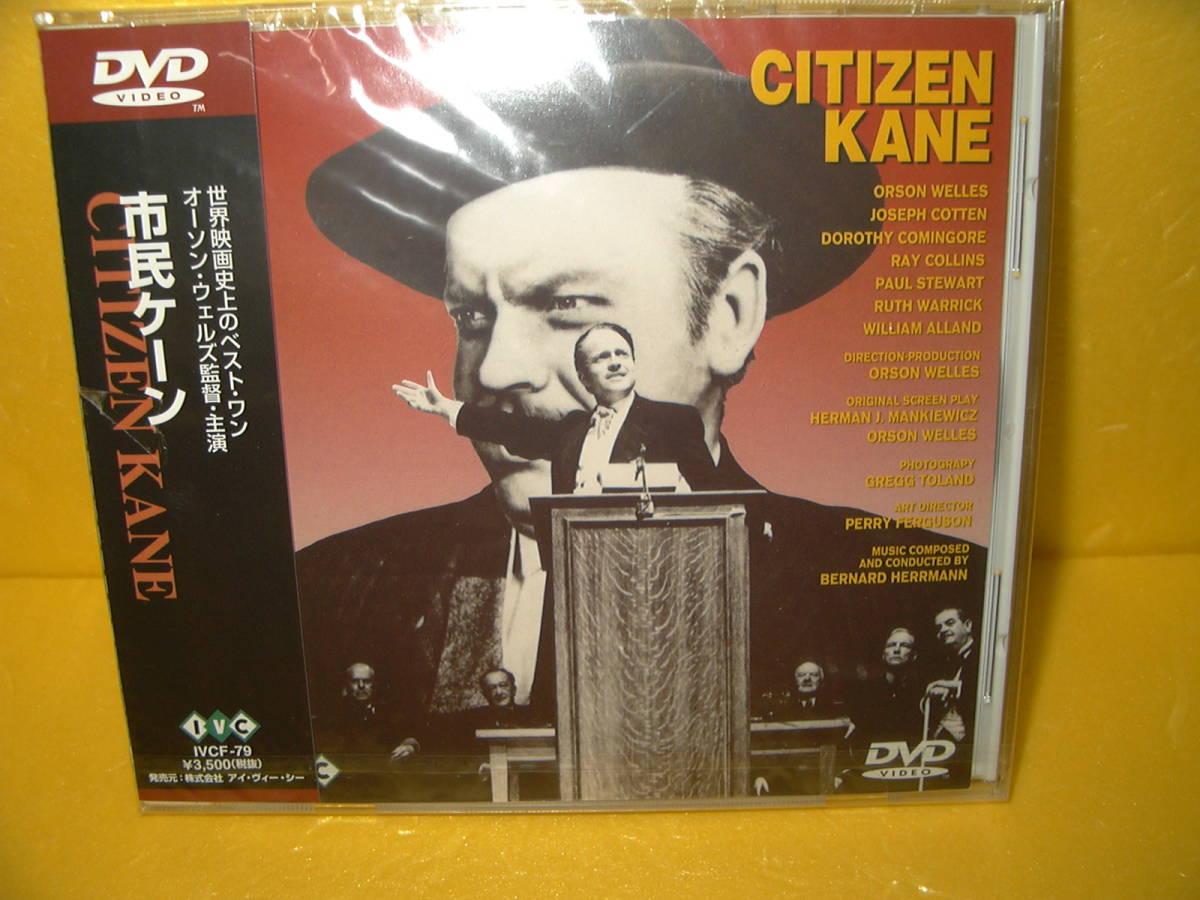 DVD
VIDEO
TM
世界映画史上のベスト・ワン
オーソン・ウェルズ監督・主演
市民ケーン
CITIZEN KANE
IVC
IVCF-79
¥3,500(税抜)
発売元：株式会社 アイ・ヴィー・シー
CITIZEN
KANE
ORSON WELLES
JOSEPH COTTEN
DOROTHY COMINGORE
RAY COLLINS
PAUL STEWART
RUTH WARRICK
WILLIAM ALLAND
DIRECTION·PRODUCTION
ORSON WELLES
ORIGINAL SCREEN PLAY
HERMAN J. MANKIEWICZ
ORSON WELLES
PHOTOGRAPY
GREGG TOLAND
ART DIRECTOR
PERRY FERGUSON
MUSIC COMPOSED
AND CONDUCTED BY
BERNARD HERRMANN
C
DVD
VIDEO